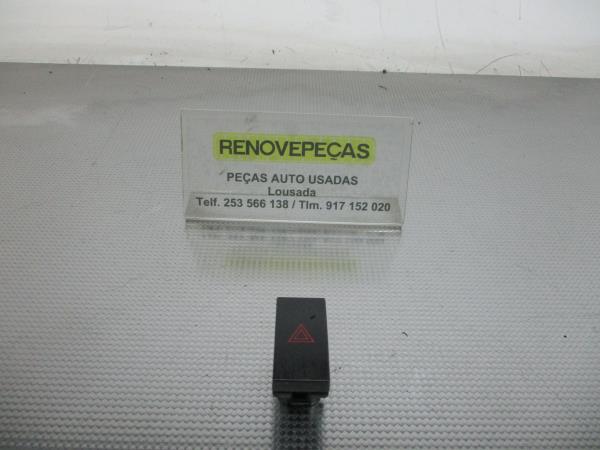 RENOVEPEÇAS
PEÇAS AUTO USADAS
Lousada
Telf. 253 566 138 / Tlm. 917 152 020